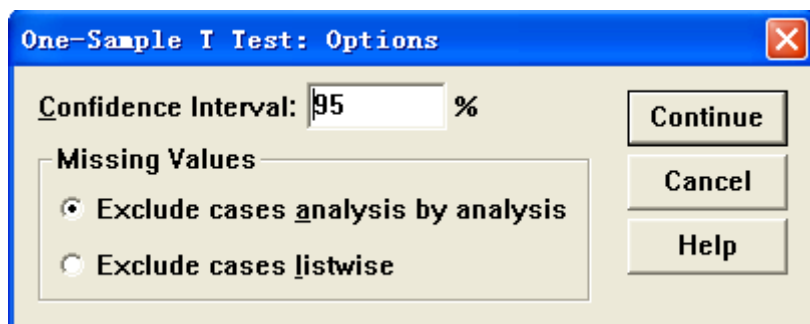 One-Sample T Test: Options
Confidence Interval: 95 %
Continue
Missing Values
Cancel
Exclude cases analysis by analysis
Help
Exclude cases listwise